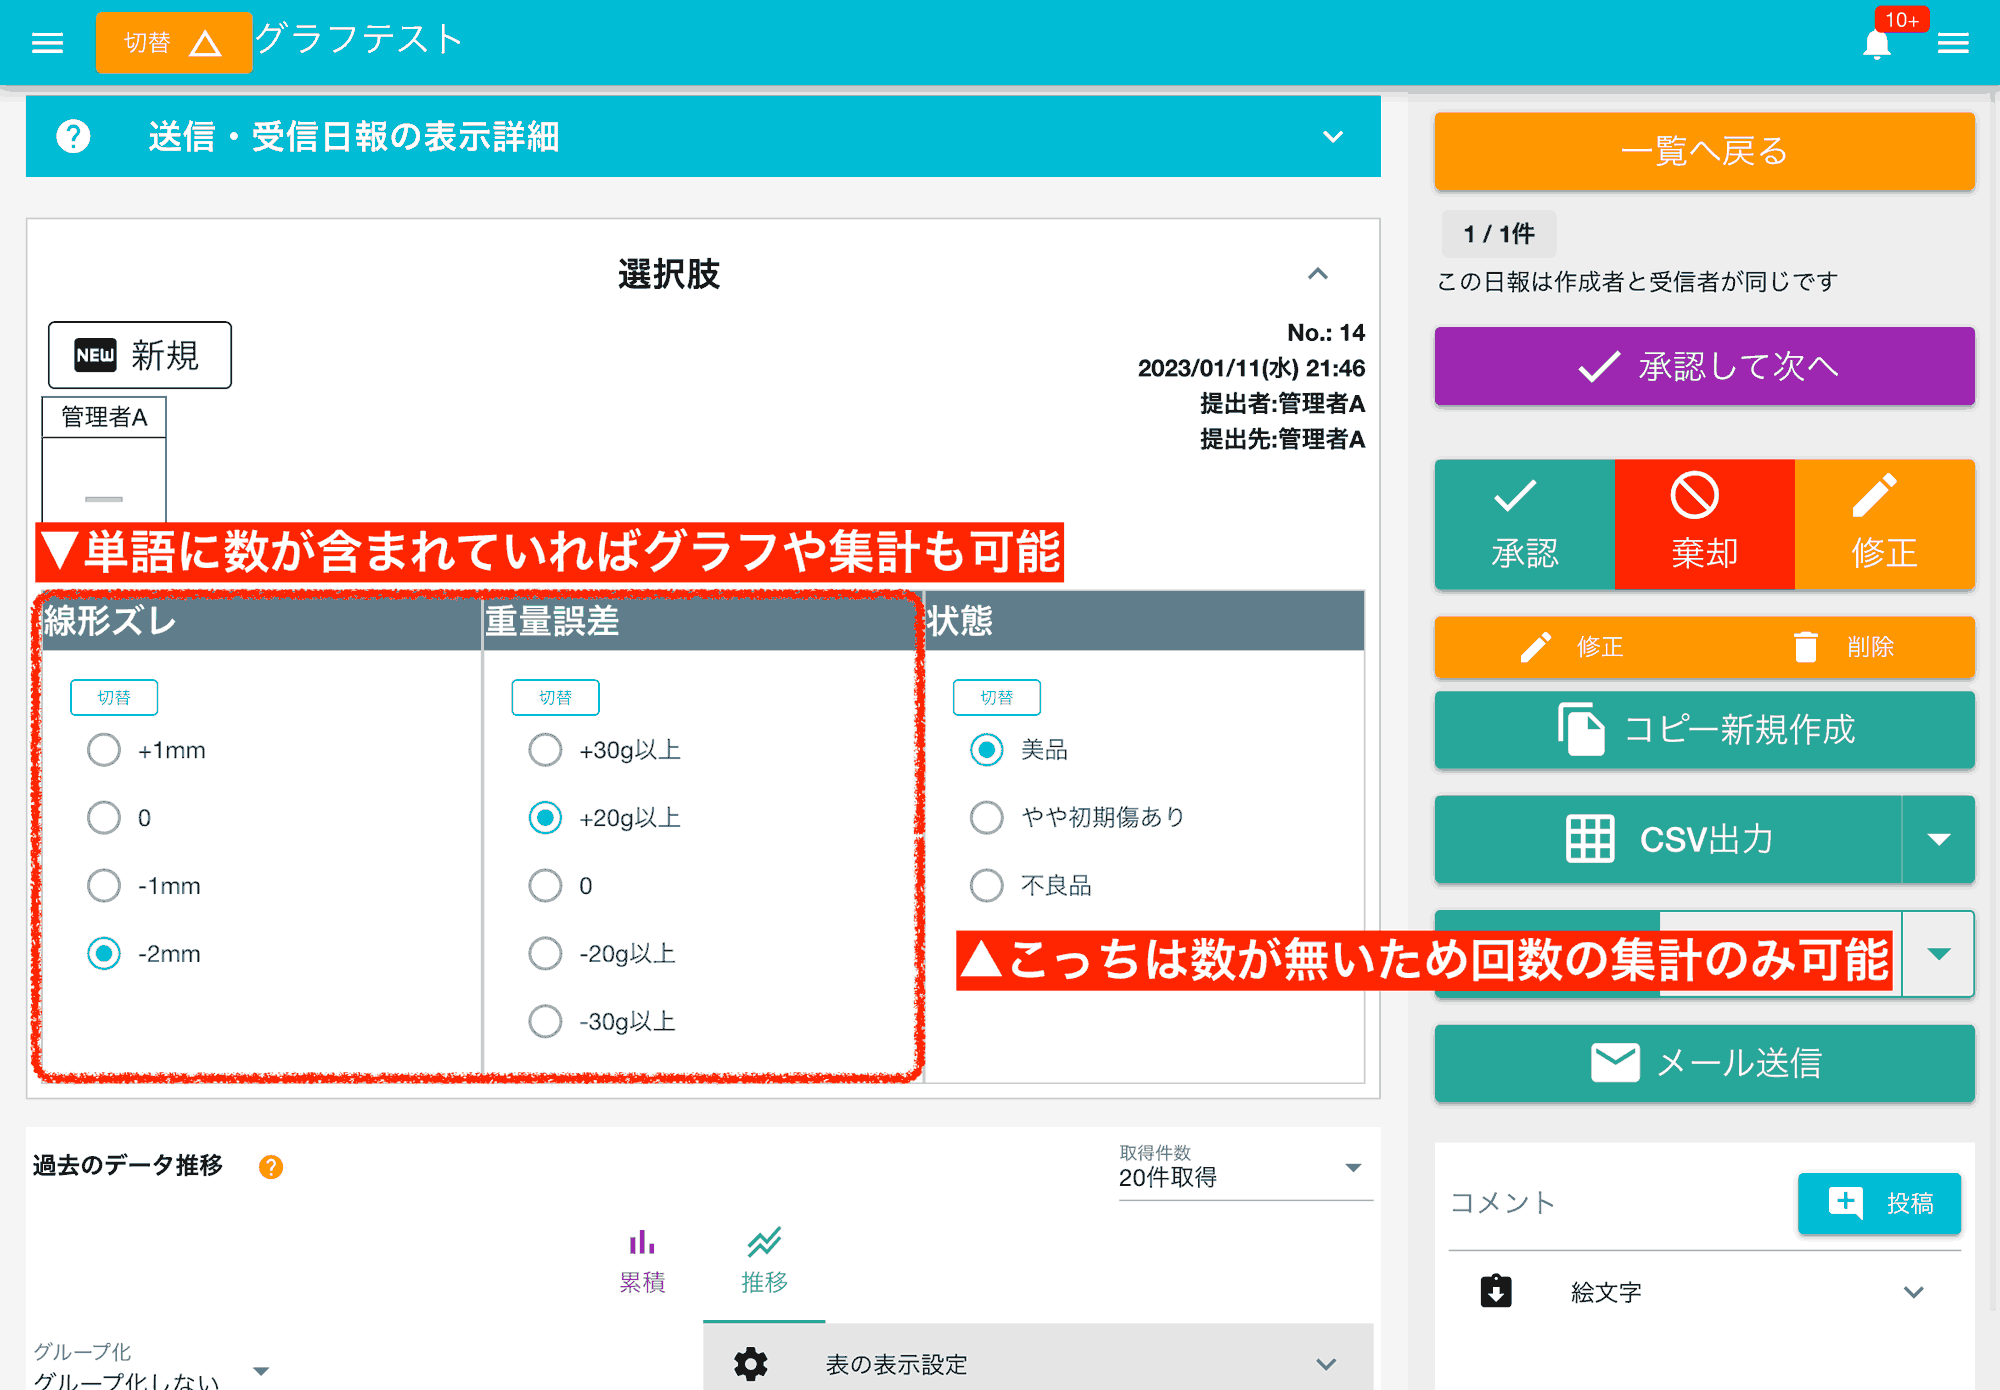 切替
グラフテスト
10+
送信・受信日報の表示詳細
選択肢
NEW 新規
管理者A
No.: 14
2023/01/11(水) 21:46
提出者:管理者A
提出先:管理者A
▼単語に数が含まれていればグラフや集計も可能
線形ズレ
切替
+1mm
0
-1mm
-2mm
重量誤差
切替
+30g以上
+20g以上
0
-20g以上
-30g以上
状態
切替
美品
やや初期傷あり
不良品
▲こっちは数が無いため回数の集計のみ可能
過去のデータ推移
取得件数
20件取得
累積
推移
グループ化
グループ化しない
表の表示設定
一覧へ戻る
1 / 1件
この日報は作成者と受信者が同じです
承認して次へ
承認
棄却
修正
修正
削除
コピー新規作成
CSV出力
メール送信
コメント
投稿
絵文字